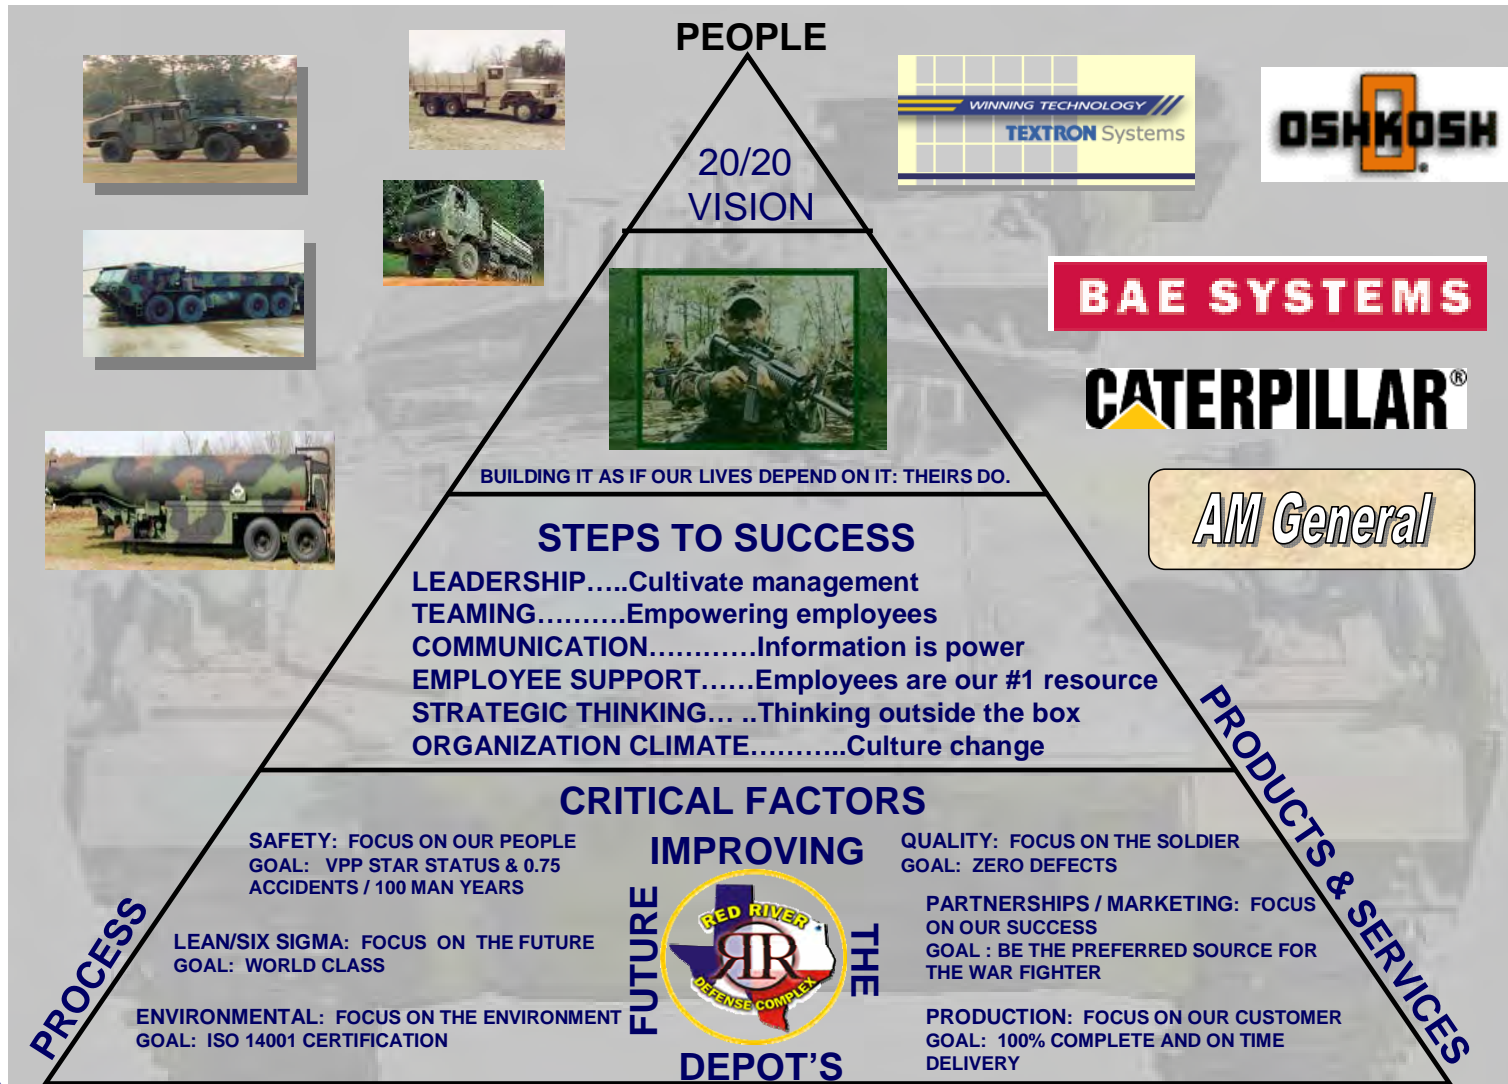 PEOPLE
WINNING TECHNOLOGY
TEXTRON Systems
OSHKOSH
®
20/20
VISION
BAE SYSTEMS
CATERPILLAR®
BUILDING IT AS IF OUR LIVES DEPEND ON IT: THEIRS DO.
AM General
STEPS TO SUCCESS
LEADERSHIP…..Cultivate management
TEAMING……….Empowering employees
COMMUNICATION…………Information is power
EMPLOYEE SUPPORT……Employees are our #1 resource
STRATEGIC THINKING… ..Thinking outside the box
ORGANIZATION CLIMATE………..Culture change
PROCESS
PRODUCTS & SERVICES
CRITICAL FACTORS
SAFETY: FOCUS ON OUR PEOPLE
GOAL: VPP STAR STATUS & 0.75
ACCIDENTS / 100 MAN YEARS
LEAN/SIX SIGMA: FOCUS ON THE FUTURE
GOAL: WORLD CLASS
ENVIRONMENTAL: FOCUS ON THE ENVIRONMENT
GOAL: ISO 14001 CERTIFICATION
IMPROVING
THE
DEPOT'S
FUTURE
RED RIVER
RR
DEFENSE COMPLEX
QUALITY: FOCUS ON THE SOLDIER
GOAL: ZERO DEFECTS
PARTNERSHIPS / MARKETING: FOCUS
ON OUR SUCCESS
GOAL : BE THE PREFERRED SOURCE FOR
THE WAR FIGHTER
PRODUCTION: FOCUS ON OUR CUSTOMER
GOAL: 100% COMPLETE AND ON TIME
DELIVERY